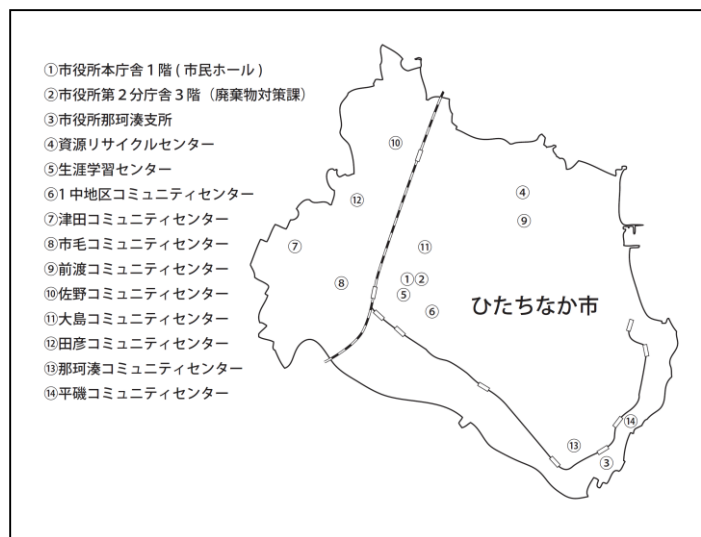 ①市役所本庁舎1階 ( 市民ホール )
②市役所第2分庁舎3階（廃棄物対策課）
③市役所那珂湊支所
④資源リサイクルセンター
⑤生涯学習センター
⑥1中地区コミュニティセンター
⑦津田コミュニティセンター
⑧市毛コミュニティセンター
⑨前渡コミュニティセンター
⑩佐野コミュニティセンター
⑪大島コミュニティセンター
⑫田彦コミュニティセンター
⑬那珂湊コミュニティセンター
⑭平磯コミュニティセンター
⑩
④
⑫
⑨
⑦
⑪
⑧
①②
⑤
⑥
ひたちなか市
⑭
⑬
③